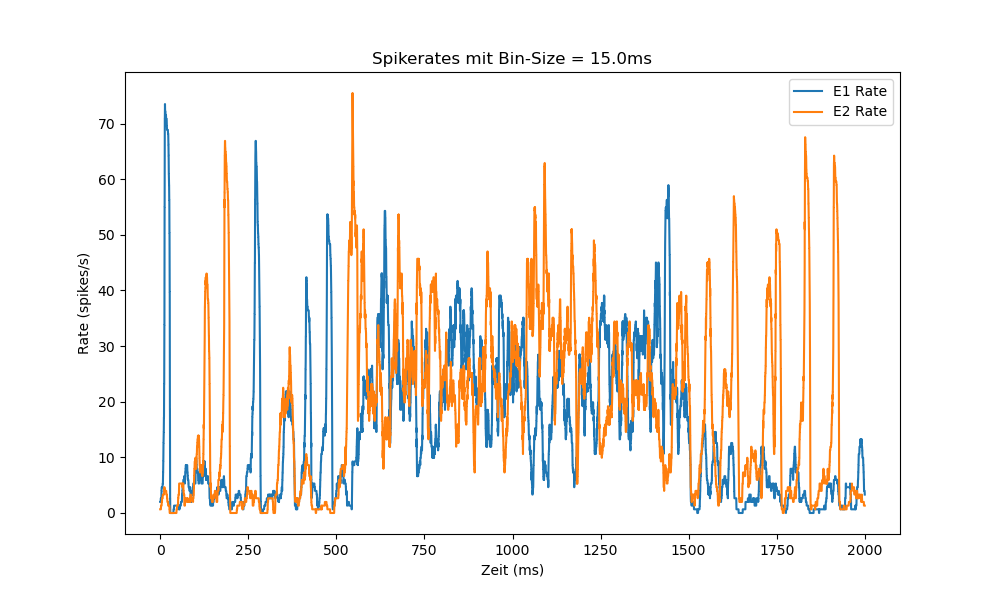 Spikerates mit Bin-Size = 15.0ms
E1 Rate
E2 Rate
70
60
50
40
30
20
10
0
Rate (spikes/s)
0 250 500 750 1000 1250 1500 1750 2000
Zeit (ms)